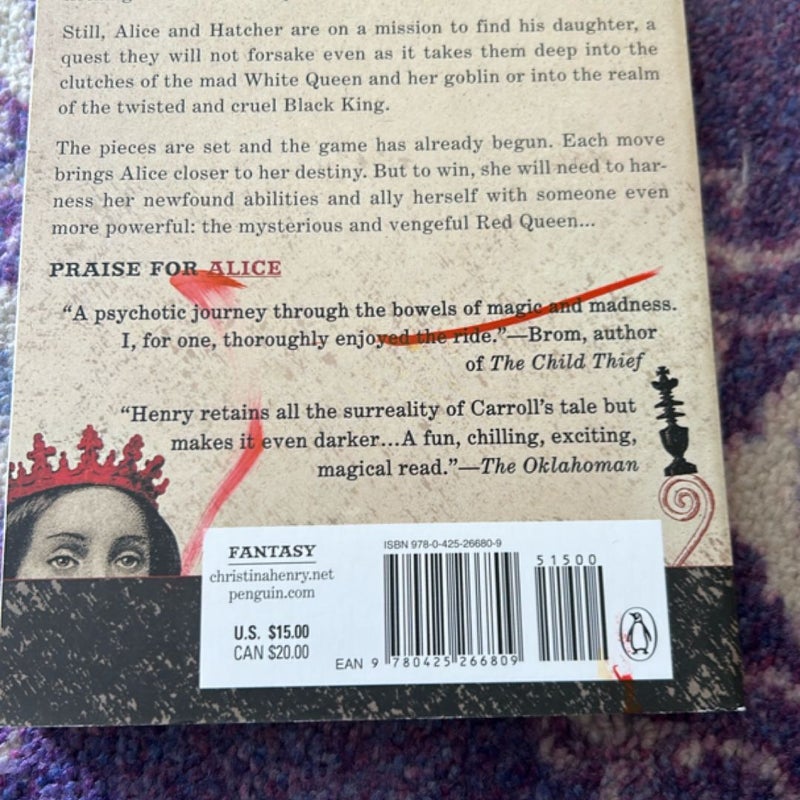 Still, Alice and Hatcher are on a mission to find his daughter, a
quest they will not forsake even as it takes them deep into the
clutches of the mad White Queen and her goblin or into the realm
of the twisted and cruel Black King.
The pieces are set and the game has already begun. Each move
brings Alice closer to her destiny. But to win, she will need to har-
ness her newfound abilities and ally herself with someone even
more powerful: the mysterious and vengeful Red Queen...
PRAISE FOR ALICE
“A psychotic journey through the bowels of magic and madness.
I, for one, thoroughly enjoyed the ride.”—Brom, author
of The Child Thief
“Henry retains all the surreality of Carroll’s tale but
makes it even darker...A fun, chilling, exciting,
magical read.”—The Oklahoman
FANTASY
christinahenry.net
penguin.com
U.S. $15.00
CAN $20.00
ISBN 978-0-425-26680-9
51500
EAN 9 780425 266809